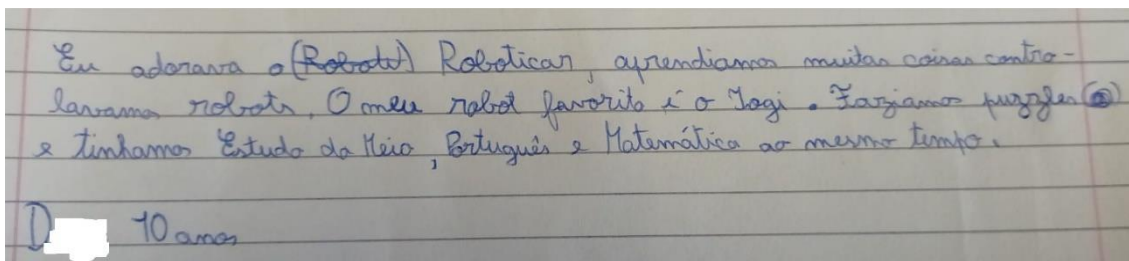 Eu adorava o (Robots) Roboticar, aprendiamos muitas coisas contro-
lavamos robots. O meu robot favorito é o Yogi. Faziamos puzzles
e tinhamos Estudo do Meio, Português e Matemática ao mesmo tempo.
D 10 anos